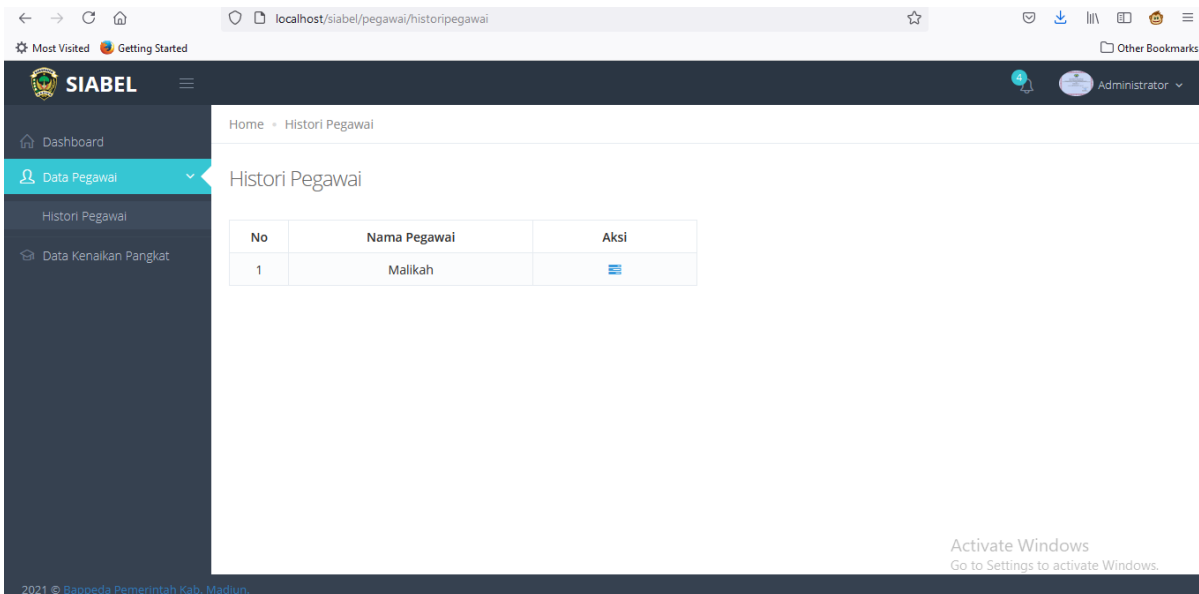 localhost/siabel/pegawai/historipegawai
Most Visited Getting Started Other Bookmarks
SIABEL 4 Administrator
Home Histori Pegawai
Dashboard
Data Pegawai
Histori Pegawai
Data Kenaikan Pangkat
Histori Pegawai
No Nama Pegawai Aksi
1 Malikah
Activate Windows
Go to Settings to activate Windows.
2021 © Bappeda Pemerintah Kab. Madiun.